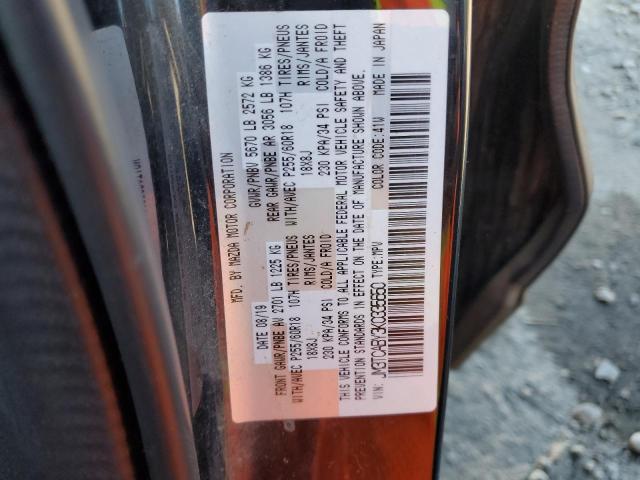 MFD. BY MAZDA MOTOR CORPORATION
DATE 08/19 GVWR/PNBV 5670 LB 2572 KG
FRONT GAWR/PNBE AV 2701 LB 1225 KG REAR GAWR/PNBE AR 3056 LB 1386 KG
WITH/AVEC P255/60R18 107H TIRES/PNEUS WITH/AVEC P255/60R18 107H TIRES/PNEUS
18X8J RIMS/JANTES 18X8J RIMS/JANTES
230 KPA/34 PSI COLD/A FROID 230 KPA/34 PSI COLD/A FROID
THIS VEHICLE CONFORMS TO ALL APPLICABLE FEDERAL MOTOR VEHICLE SAFETY AND THEFT
PREVENTION STANDARDS IN EFFECT ON THE DATE OF MANUFACTURE SHOWN ABOVE.
VIN: JM3TCABY3K0335650 TYPE:MPV COLOR CODE:41W MADE IN JAPAN